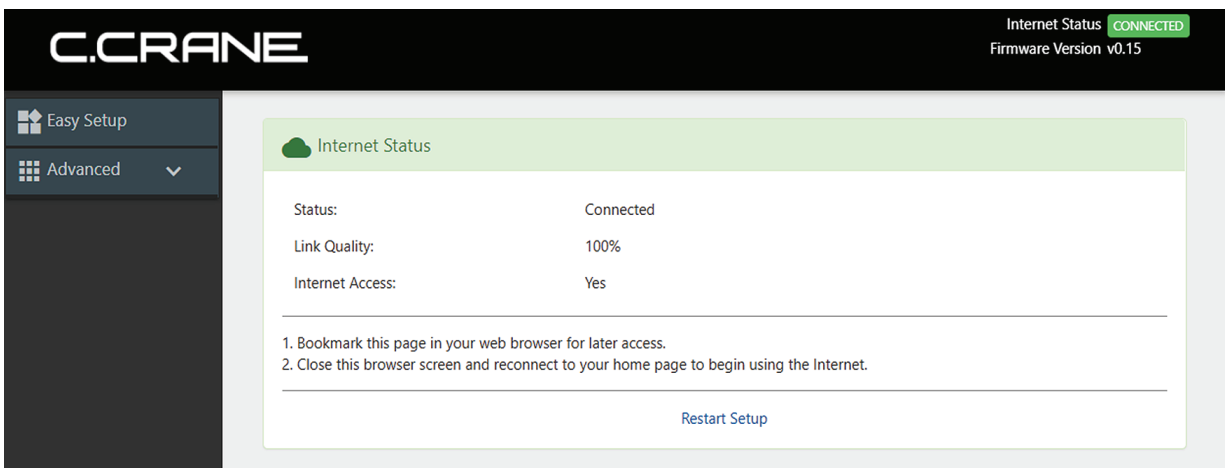 C.CRANE
Internet Status CONNECTED
Firmware Version v0.15
Easy Setup
Advanced
Internet Status
Status: Connected
Link Quality: 100%
Internet Access: Yes
1. Bookmark this page in your web browser for later access.
2. Close this browser screen and reconnect to your home page to begin using the Internet.
Restart Setup